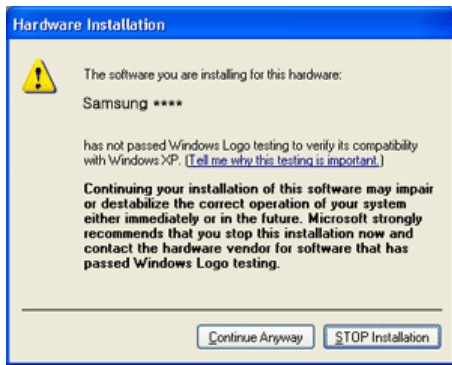 Hardware Installation
The software you are installing for this hardware:
Samsung ****
has not passed Windows Logo testing to verify its compatibility
with Windows XP. (Tell me why this testing is important.)
Continuing your installation of this software may impair
or destabilize the correct operation of your system
either immediately or in the future. Microsoft strongly
recommends that you stop this installation now and
contact the hardware vendor for software that has
passed Windows Logo testing.
Continue Anyway STOP Installation